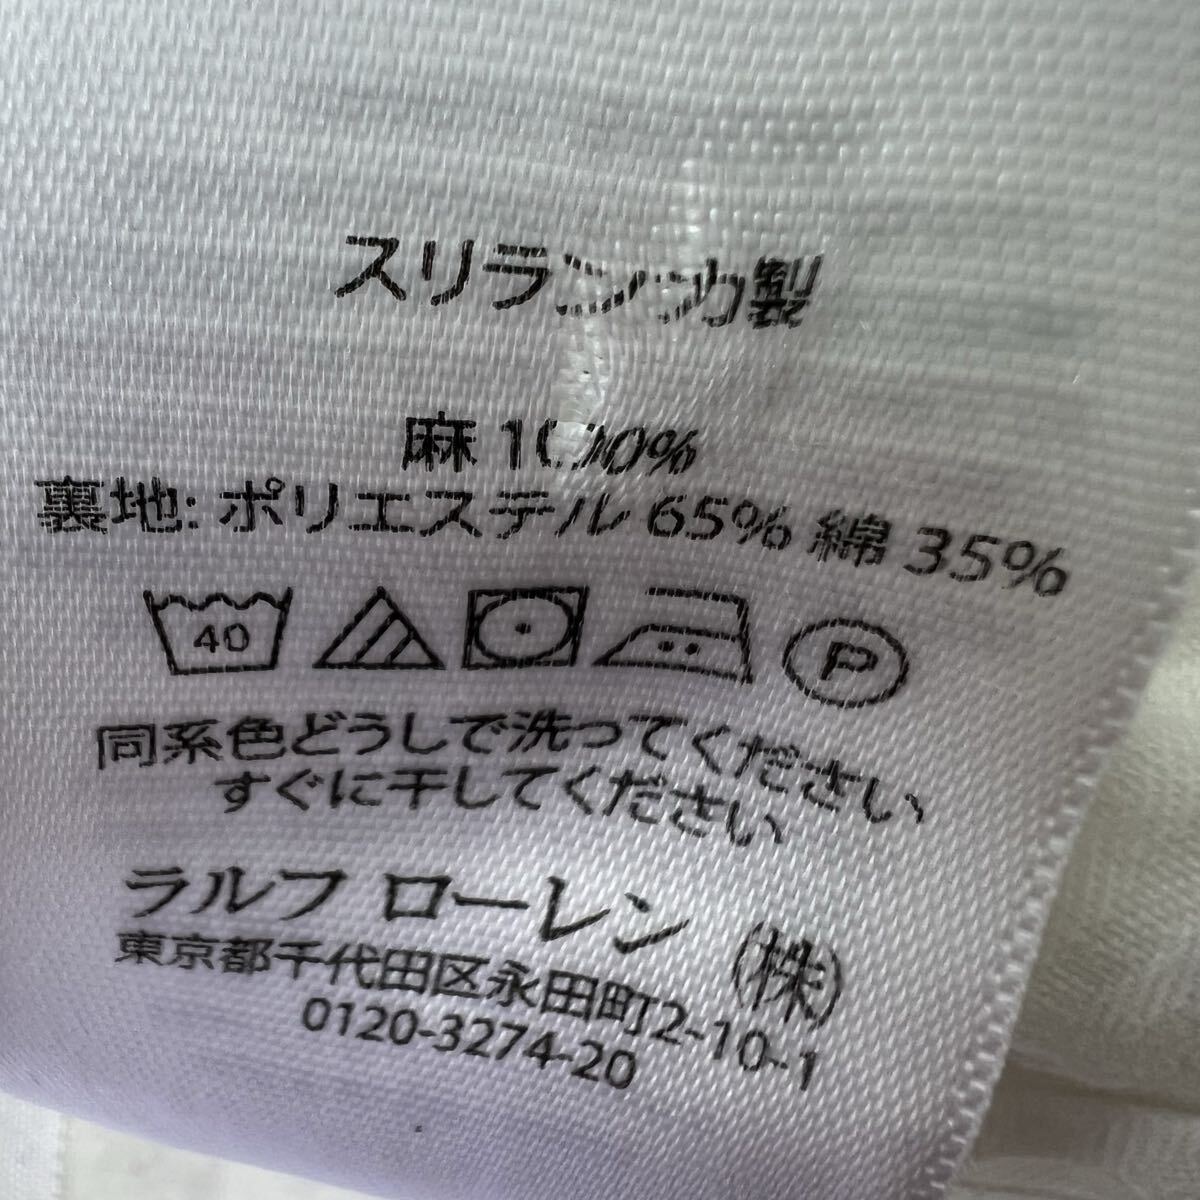 スリランカ製
麻 100%
裏地: ポリエステル 65% 綿 35%
40
P
同系色どうしで洗ってください
すぐに干してください
ラルフ ローレン (株)
東京都千代田区永田町2-10-1
0120-3274-20